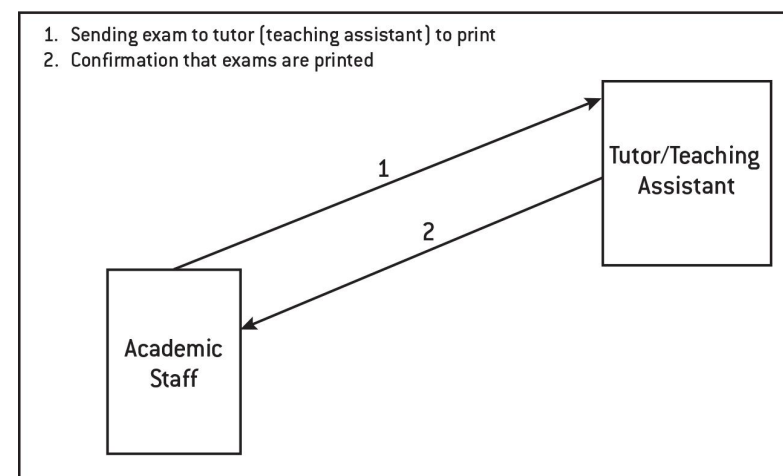 1. Sending exam to tutor (teaching assistant) to print
2. Confirmation that exams are printed
1
Tutor/Teaching
Assistant
2
Academic
Staff